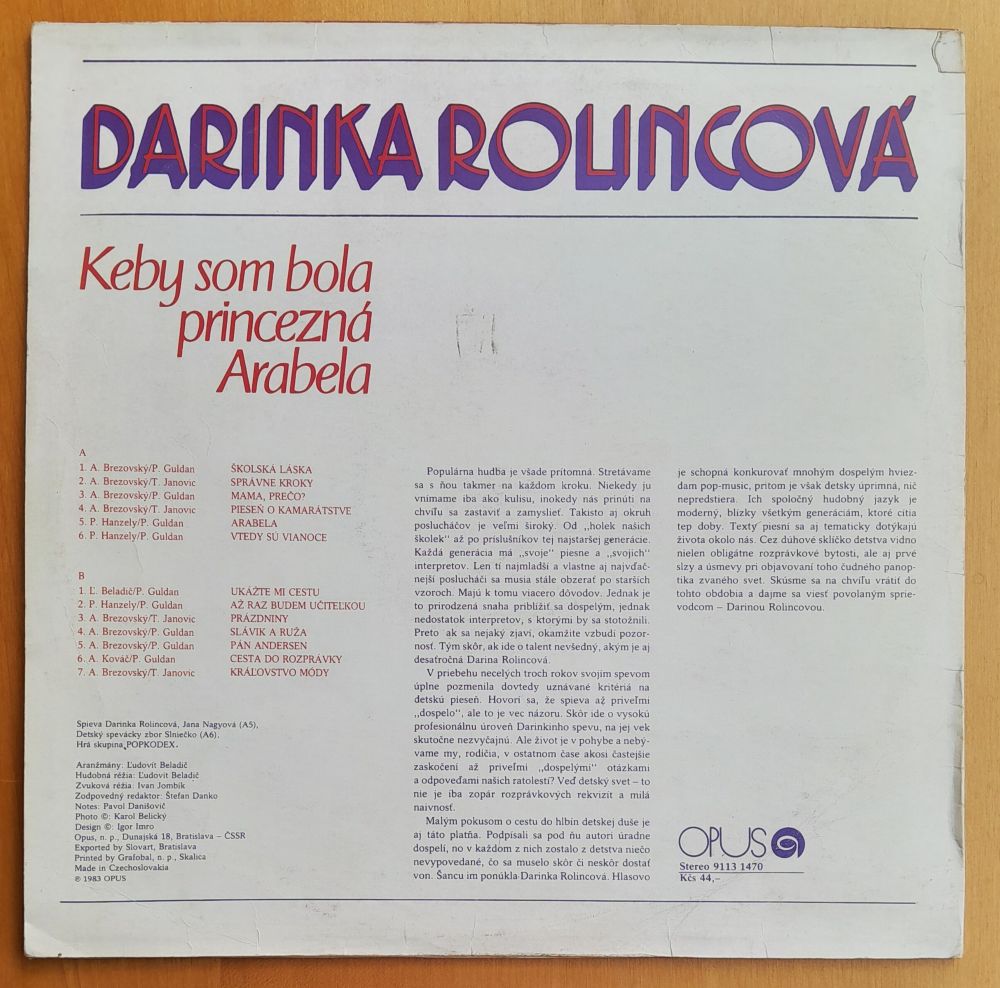 DARINKA ROLINCOVÁ
Keby som bola
princezná
Arabela
A
1. A. Brezovský/P. Guldan ŠKOLSKÁ LÁSKA
2. A. Brezovský/T. Janovic SPRÁVNE KROKY
3. A. Brezovský/P. Guldan MAMA, PREČO?
4. A. Brezovský/T. Janovic PIESEŇ O KAMARÁTSTVE
5. P. Hanzely/P. Guldan ARABELA
6. P. Hanzely/P. Guldan VTEDY SÚ VIANOCE
B
1. Ľ. Beladič/P. Guldan UKÁŽTE MI CESTU
2. P. Hanzely/P. Guldan AŽ RAZ BUDEM UČITEĽKOU
3. A. Brezovský/T. Janovic PRÁZDNINY
4. A. Brezovský/P. Guldan SLÁVIK A RUŽA
5. A. Brezovský/P. Guldan PÁN ANDERSEN
6. A. Kováč/P. Guldan CESTA DO ROZPRÁVKY
7. A. Brezovský/T. Janovic KRÁĽOVSTVO MÓDY
Spieva Darinka Rolincová, Jana Nagyová (A5),
Detský spevácky zbor Slniečko (A6),
Hrá skupina „POPKODEX.
Aranžmány: Ľudovít Beladič
Hudobná réžia: Ľudovít Beladič
Zvuková réžia: Ivan Jombík
Zodpovedný redaktor: Štefan Danko
Notes: Pavol Danišovič
Photo ©: Karol Belický
Design ©: Igor Imro
Opus, n. p., Dunajská 18, Bratislava – ČSSR
Exported by Slovart, Bratislava
Printed by Grafobal, n. p., Skalica
Made in Czechoslovakia
℗ 1983 OPUS
Populárna hudba je všade prítomná. Stretávame
sa s ňou takmer na každom kroku. Niekedy ju
vnímame iba ako kulisu, inokedy nás prinúti na
chvíľu sa zastaviť a zamyslieť. Takisto aj okruh
poslucháčov je veľmi široký. Od „holek našich
školek" až po príslušníkov tej najstaršej generácie.
Každá generácia má „svoje" piesne a „svojich"
interpretov. Len tí najmladší a vlastne aj najvďač-
nejší poslucháči sa musia stále obzerať po starších
vzoroch. Majú k tomu viacero dôvodov. Jednak je
to prirodzená snaha priblížiť sa dospelým, jednak
nedostatok interpretov, s ktorými by sa stotožnili.
Preto ak sa nejaký zjaví, okamžite vzbudí pozor-
nosť. Tým skôr, ak ide o talent nevšedný, akým je aj
desaťročná Darina Rolincová.
V priebehu necelých troch rokov svojím spevom
úplne pozmenila dovtedy uznávané kritériá na
detskú pieseň. Hovorí sa, že spieva až priveľmi
„dospelo", ale to je vec názoru. Skôr ide o vysokú
profesionálnu úroveň Darinkinho spevu, na jej vek
skutočne nezvyčajnú. Ale život je v pohybe a nebý-
vame my, rodičia, v ostatnom čase akosi častejšie
zaskočení až priveľmi „dospelými" otázkami
a odpoveďami našich ratolestí? Veď detský svet – to
nie je iba zopár rozprávkových rekvizít a milá
naivnosť.
Malým pokusom o cestu do hlbín detskej duše je
aj táto platňa. Podpísali sa pod ňu autori úradne
dospelí, no v každom z nich zostalo z detstva niečo
nevypovedané, čo sa muselo skôr či neskôr dostať
von. Šancu im ponúkla Darinka Rolincová. Hlasovo
je schopná konkurovať mnohým dospelým hviez-
dam pop-music, pritom je však detsky úprimná, nič
nepredstiera. Ich spoločný hudobný jazyk je
moderný, blízky všetkým generáciám, ktoré cítia
tep doby. Texty piesní sa aj tematicky dotýkajú
života okolo nás. Cez dúhové sklíčko detstva vidno
nielen obligátne rozprávkové bytosti, ale aj prvé
slzy a úsmevy pri objavovaní toho čudného panop-
tika zvaného svet. Skúsme sa na chvíľu vrátiť do
tohto obdobia a dajme sa viesť povolaným sprie-
vodcom – Darinou Rolincovou.
OPUS
Stereo 9113 1470
Kčs 44,–